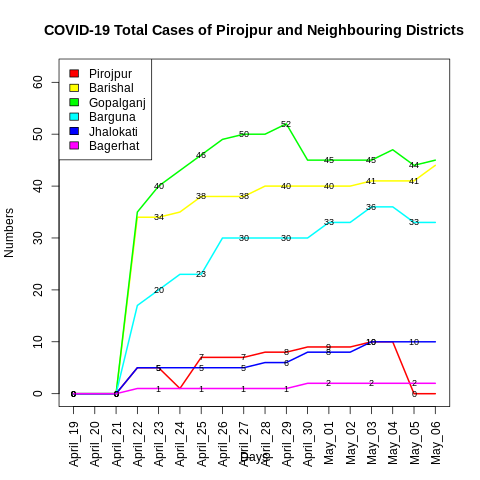 COVID-19 Total Cases of Pirojpur and Neighbouring Districts
Pirojpur
Barishal
Gopalganj
Barguna
Jhalokati
Bagerhat
Numbers
60
50
40
30
20
10
0
52
50
46
45
45
44
40
38
38
40
40
41
41
34
36
33
33
30
30
23
20
10
10
9
8
8
7
7
6
5
5
5
2
2
2
1
1
1
1
0
0
0
April_19
April_20
April_21
April_22
April_23
April_24
April_25
April_26
April_27
April_28
April_29
April_30
May_01
May_02
May_03
May_04
May_05
May_06
Days